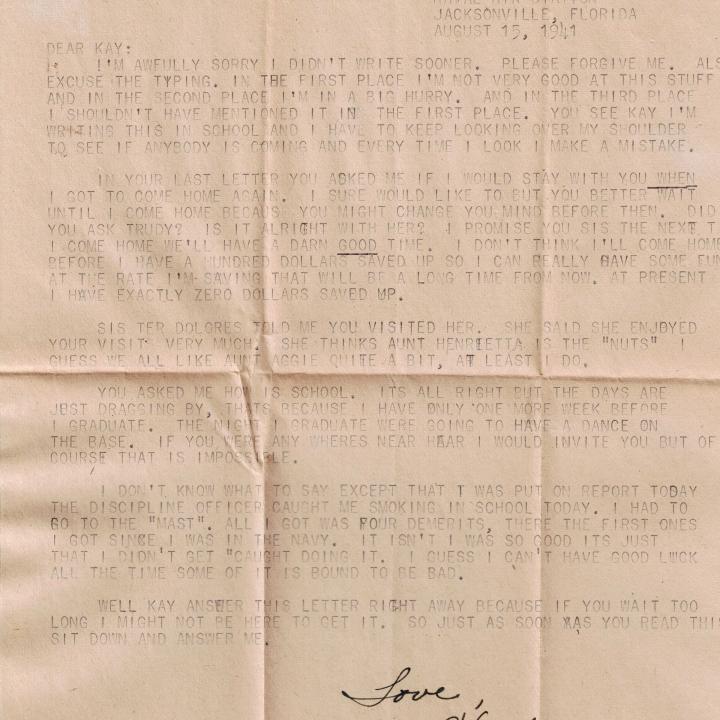 JACKSONVILLE, FLORIDA
AUGUST 15, 1941
DEAR KAY:
I'M AWFULLY SORRY I DIDN'T WRITE SOONER. PLEASE FORGIVE ME. ALS
EXCUSE THE TYPING. IN THE FIRST PLACE I'M NOT VERY GOOD AT THIS STUFF
AND IN THE SECOND PLACE I'M IN A BIG HURRY. AND IN THE THIRD PLACE
I SHOULDN'T HAVE MENTIONED IT IN THE FIRST PLACE. YOU SEE KAY I'M
WRITING THIS IN SCHOOL AND I HAVE TO KEEP LOOKING OVER MY SHOULDER
TO SEE IF ANYBODY IS COMING AND EVERY TIME I LOOK I MAKE A MISTAKE.
IN YOUR LAST LETTER YOU ASKED ME IF I WOULD STAY WITH YOU WHEN
I GOT TO COME HOME AGAIN. I SURE WOULD LIKE TO BUT YOU BETTER WAIT
UNTIL I COME HOME BECAUS YOU MIGHT CHANGE YOU MIND BEFORE THEN. DID
YOU ASK TRUDY? IS IT ALRIGHT WITH HER? I PROMISE YOU SIS THE NEXT T
I COME HOME WE'LL HAVE A DARN GOOD TIME. I DON'T THINK I'LL COME HOME
BEFORE I HAVE A HUNDRED DOLLARS SAVED UP SO I CAN REALLY HAVE SOME FUN
AT THE RATE I'M SAVING THAT WILL BE A LONG TIME FROM NOW. AT PRESENT
I HAVE EXACTLY ZERO DOLLARS SAVED UP.
SIS TER DOLORES TOLD ME YOU VISITED HER. SHE SAID SHE ENJOYED
YOUR VISIT VERY MUCH. SHE THINKS AUNT HENRIETTA IS THE "NUTS" I
GUESS WE ALL LIKE AUNT AGGIE QUITE A BIT, AT LEAST I DO.
YOU ASKED ME HOW IS SCHOOL. ITS ALL RIGHT BUT THE DAYS ARE
JUST DRAGGING BY, THATS BECAUSE I HAVE ONLY ONE MORE WEEK BEFORE
I GRADUATE. THE NIGHT I GRADUATE WERE GOING TO HAVE A DANCE ON
THE BASE. IF YOU WERE ANY WHERES NEAR HEAR I WOULD INVITE YOU BUT OF
COURSE THAT IS IMPOSSIBLE.
I DON'T KNOW WHAT TO SAY EXCEPT THAT I WAS PUT ON REPORT TODAY
THE DISCIPLINE OFFICER CAUGHT ME SMOKING IN SCHOOL TODAY. I HAD TO
GO TO THE "MAST". ALL I GOT WAS FOUR DEMERITS, THERE THE FIRST ONES
I GOT SINCE I WAS IN THE NAVY. IT ISN'T I WAS SO GOOD ITS JUST
THAT I DIDN'T GET "CAUGHT DOING IT. I GUESS I CAN'T HAVE GOOD LUCK
ALL THE TIME SOME OF IT IS BOUND TO BE BAD.
WELL KAY ANSWER THIS LETTER RIGHT AWAY BECAUSE IF YOU WAIT TOO
LONG I MIGHT NOT BE HERE TO GET IT. SO JUST AS SOON XAS YOU READ THI
SIT DOWN AND ANSWER ME.
Love,